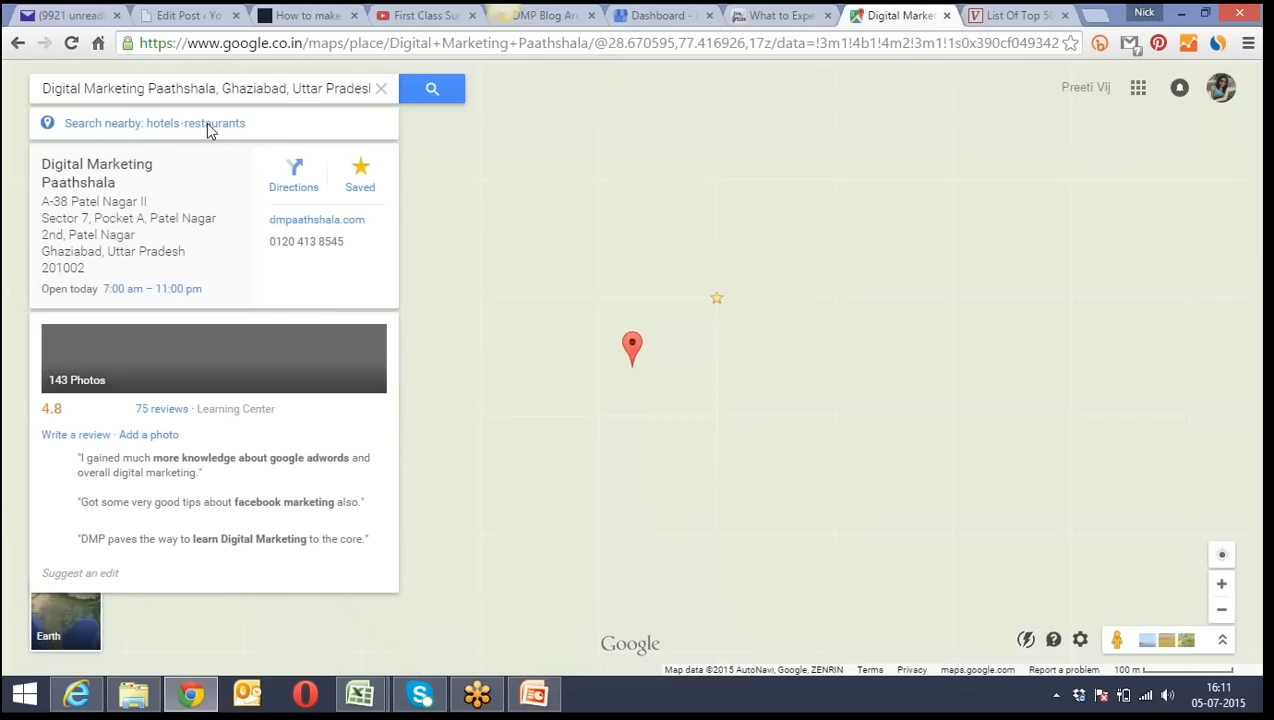 (9921 unread)
Edit Post
How to make
First Class Su
DMP Blog Ar
Dashboard
What to Expe
Digital Market
List Of Top 5
Nick
https://www.google.co.in/maps/place/Digital+Marketing+Paathshala/@28.670595,77.416926,17z/data=!3m1!4b1!4m2!3m1!1s0x390cf049342
Digital Marketing Paathshala, Ghaziabad, Uttar Pradesh
Preeti Vij
Search nearby: hotels · restaurants
Digital Marketing
Paathshala
A-38 Patel Nagar II
Sector 7, Pocket A, Patel Nagar
2nd, Patel Nagar
Ghaziabad, Uttar Pradesh
201002
Open today 7:00 am – 11:00 pm
Directions
Saved
dmpaathshala.com
0120 413 8545
143 Photos
4.8 75 reviews · Learning Center
Write a review · Add a photo
"I gained much more knowledge about google adwords and
overall digital marketing."
"Got some very good tips about facebook marketing also."
"DMP paves the way to learn Digital Marketing to the core."
Suggest an edit
Earth
Google
Map data ©2015 AutoNavi, Google, ZENRIN Terms Privacy maps.google.com Report a problem 100 m
16:11
05-07-2015